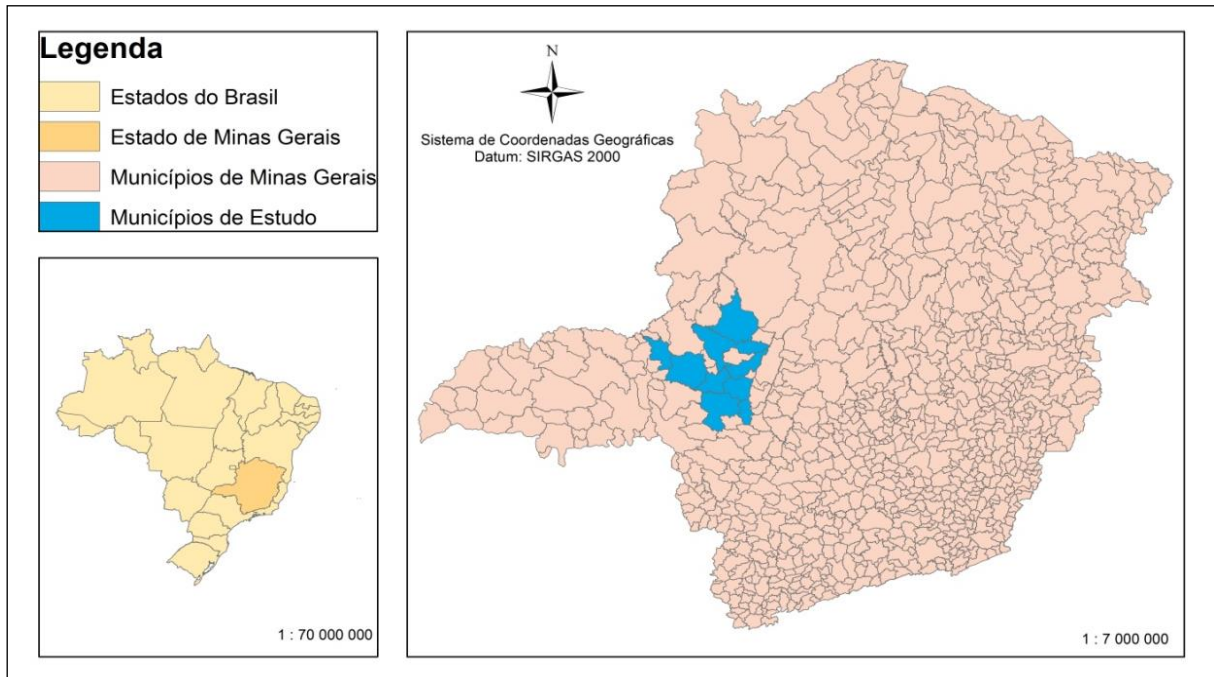 Legenda
Estados do Brasil
Estado de Minas Gerais
Municípios de Minas Gerais
Municípios de Estudo
1 : 70 000 000
N
Sistema de Coordenadas Geográficas
Datum: SIRGAS 2000
1 : 7 000 000